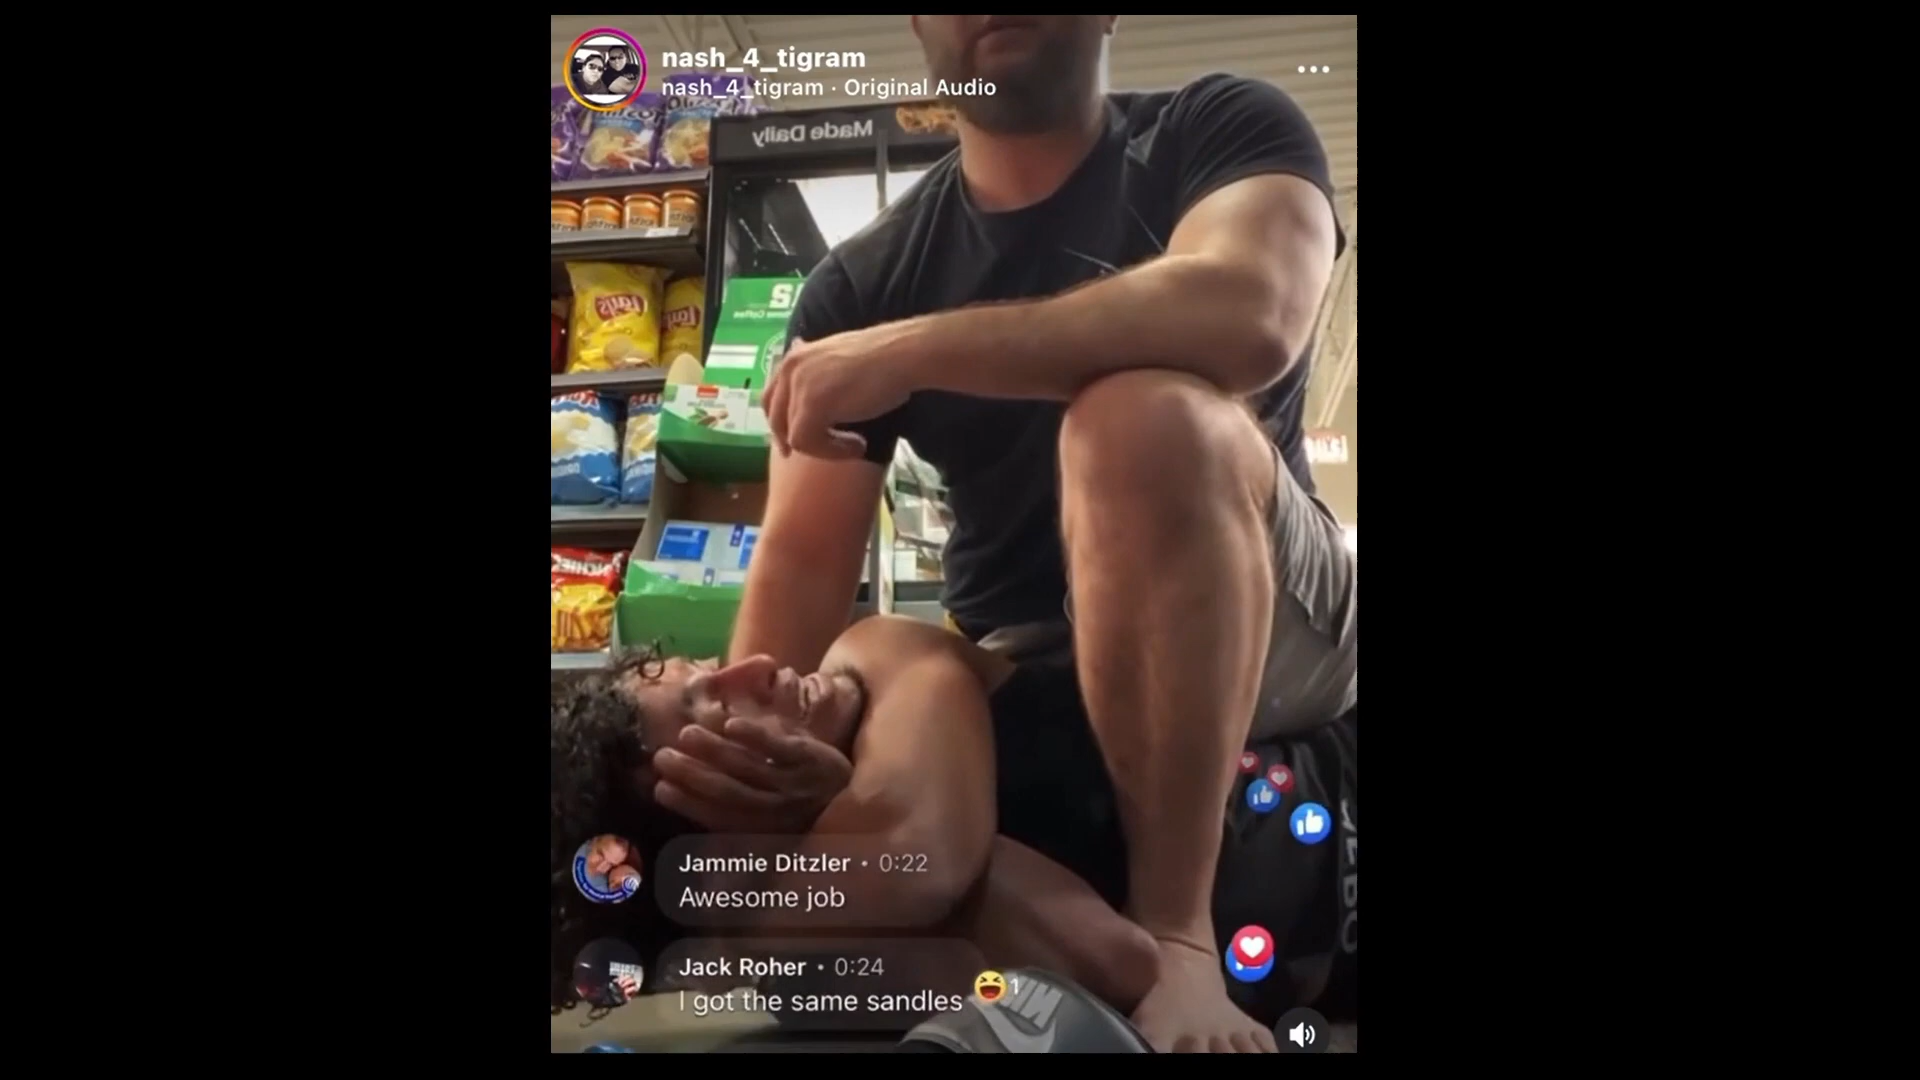 nash_4_tigram
nash_4_tigram · Original Audio
Made Daily
Lay's
Jammie Ditzler • 0:22
Awesome job
Jack Roher • 0:24
I got the same sandles
1